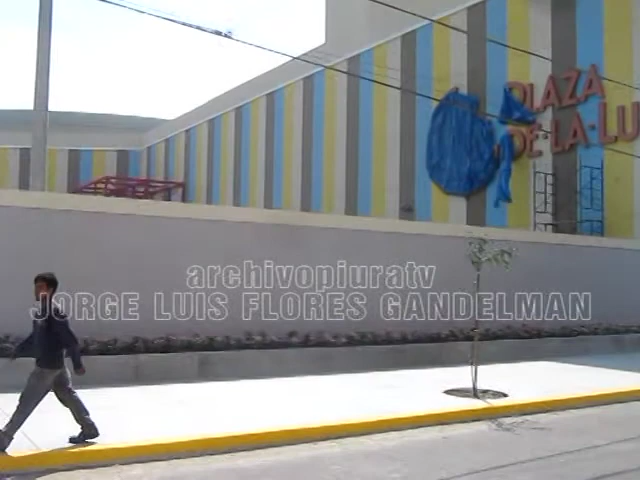 PLAZA
DE·LA·LU
archivopiuratv
JORGE LUIS FLORES GANDELMAN